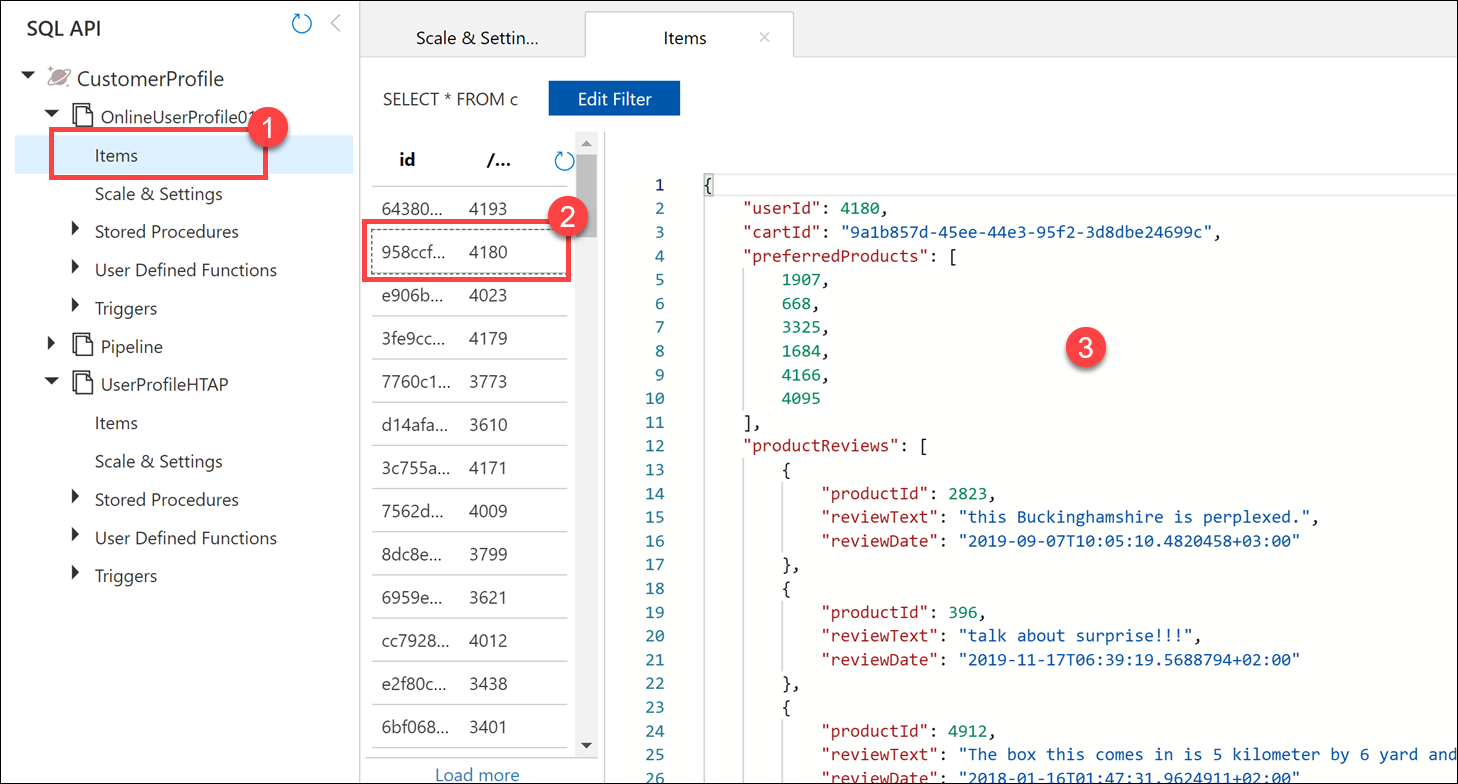 SQL API
CustomerProfile
OnlineUserProfile01
1
Items
Scale & Settings
Stored Procedures
User Defined Functions
Triggers
Pipeline
UserProfileHTAP
Items
Scale & Settings
Stored Procedures
User Defined Functions
Triggers
Scale & Settin...
Items
SELECT * FROM c
Edit Filter
id /...
64380... 4193
2
958ccf... 4180
e906b... 4023
3fe9cc... 4179
7760c1... 3773
d14afa... 3610
3c755a... 4171
7562d... 4009
8dc8e... 3799
6959e... 3621
cc7928... 4012
e2f80c... 3438
6bf068... 3401
Load more
1 {
2 "userId": 4180,
3 "cartId": "9a1b857d-45ee-44e3-95f2-3d8dbe24699c",
4 "preferredProducts": [
5 1907,
6 668,
7 3325,
8 1684,
9 4166,
10 4095
3
11 ],
12 "productReviews": [
13 {
14 "productId": 2823,
15 "reviewText": "this Buckinghamshire is perplexed.",
16 "reviewDate": "2019-09-07T10:05:10.4820458+03:00"
17 },
18 {
19 "productId": 396,
20 "reviewText": "talk about surprise!!!",
21 "reviewDate": "2019-11-17T06:39:19.5688794+02:00"
22 },
23 {
24 "productId": 4912,
25 "reviewText": "The box this comes in is 5 kilometer by 6 yard and
26 "reviewDate": "2018-01-16T01:47:31.9624911+02:00"